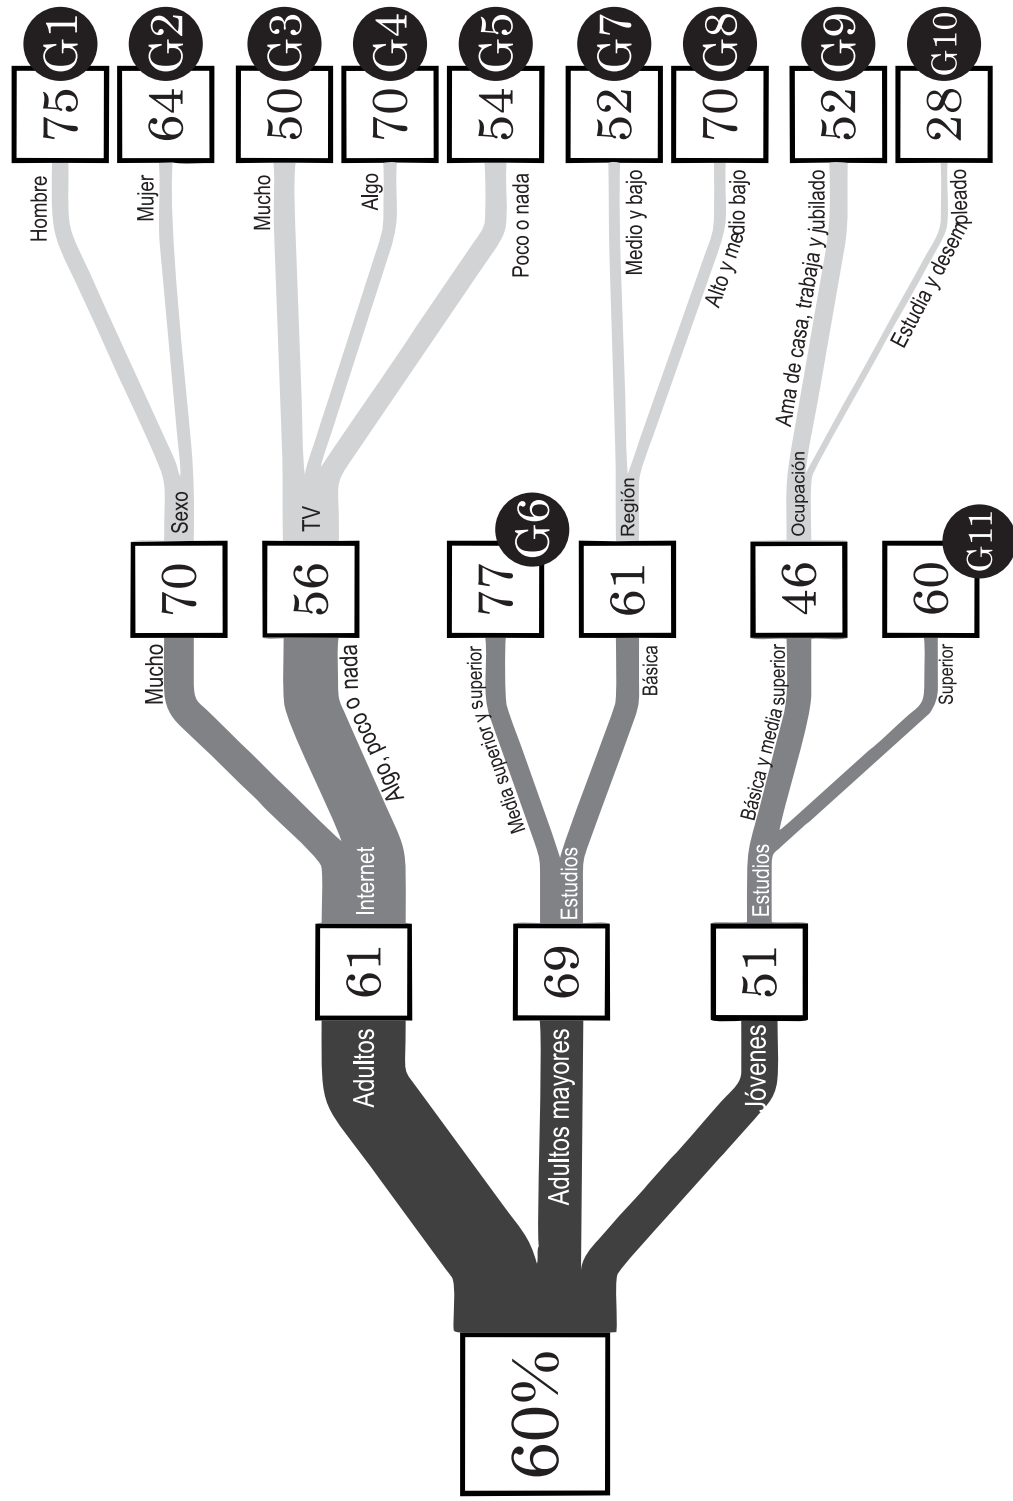 60%
Adultos
61
Internet
Mucho
70
Sexo
Hombre
75
G1
Mujer
64
G2
Algo, poco o nada
56
TV
Mucho
50
G3
Algo
70
G4
Poco o nada
54
G5
Adultos mayores
69
Estudios
Media superior y superior
77
G6
Básica
61
Región
Medio y bajo
52
G7
Alto y medio bajo
70
G8
Jóvenes
51
Estudios
Básica y media superior
46
Ocupación
Ama de casa, trabaja y jubilado
52
G9
Estudia y desempleado
28
G10
Superior
60
G11